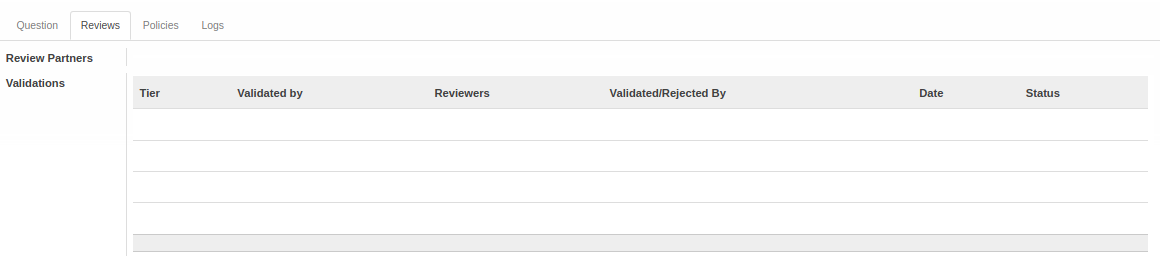 Question Reviews Policies Logs
Review Partners
Validations
Tier Validated by Reviewers Validated/Rejected By Date Status